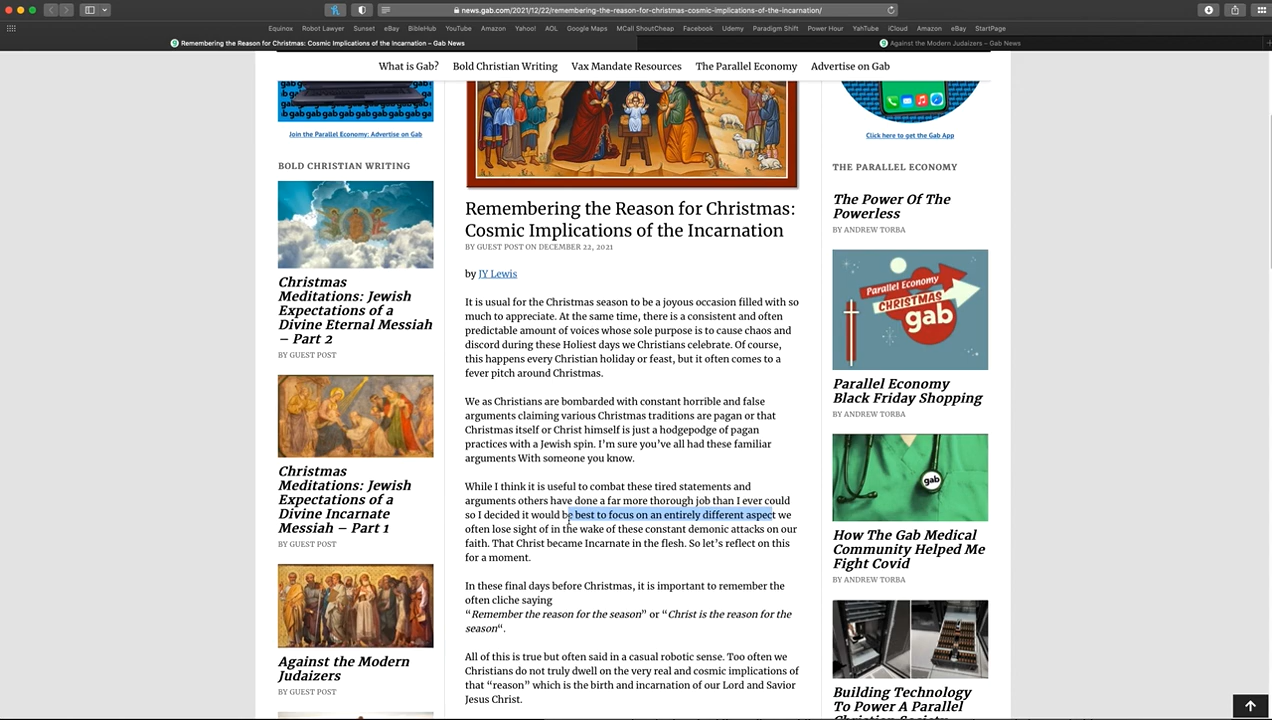 news.gab.com/2021/12/22/remembering-the-reason-for-christmas-cosmic-implications-of-the-incarnation/
Equinox Robot Lawyer Sunset eBay BibleHub YouTube Amazon Yahoo! AOL Google Maps MCall ShoutCheap Facebook Udemy Paradigm Shift Power Hour YahTube iCloud Amazon eBay StartPage
Remembering the Reason for Christmas: Cosmic Implications of the Incarnation – Gab News
Against the Modern Judaizers – Gab News
What is Gab? Bold Christian Writing Vax Mandate Resources The Parallel Economy Advertise on Gab
gab gab gab gab gab gab
Join the Parallel Economy: Advertise on Gab
BOLD CHRISTIAN WRITING
Christmas
Meditations: Jewish
Expectations of a
Divine Eternal Messiah
– Part 2
BY GUEST POST
Christmas
Meditations: Jewish
Expectations of a
Divine Incarnate
Messiah – Part 1
BY GUEST POST
Against the Modern
Judaizers
BY GUEST POST
Remembering the Reason for Christmas:
Cosmic Implications of the Incarnation
BY GUEST POST ON DECEMBER 22, 2021
by JY Lewis
It is usual for the Christmas season to be a joyous occasion filled with so
much to appreciate. At the same time, there is a consistent and often
predictable amount of voices whose sole purpose is to cause chaos and
discord during these Holiest days we Christians celebrate. Of course,
this happens every Christian holiday or feast, but it often comes to a
fever pitch around Christmas.
We as Christians are bombarded with constant horrible and false
arguments claiming various Christmas traditions are pagan or that
Christmas itself or Christ himself is just a hodgepodge of pagan
practices with a Jewish spin. I’m sure you’ve all had these familiar
arguments With someone you know.
While I think it is useful to combat these tired statements and
arguments others have done a far more thorough job than I ever could
so I decided it would be best to focus on an entirely different aspect we
often lose sight of in the wake of these constant demonic attacks on our
faith. That Christ became Incarnate in the flesh. So let’s reflect on this
for a moment.
In these final days before Christmas, it is important to remember the
often cliche saying
“Remember the reason for the season” or “Christ is the reason for the
season“.
All of this is true but often said in a casual robotic sense. Too often we
Christians do not truly dwell on the very real and cosmic implications of
that “reason” which is the birth and incarnation of our Lord and Savior
Jesus Christ.
Click here to get the Gab App
THE PARALLEL ECONOMY
The Power Of The
Powerless
BY ANDREW TORBA
Parallel Economy
CHRISTMAS
gab
Parallel Economy
Black Friday Shopping
BY ANDREW TORBA
gab
How The Gab Medical
Community Helped Me
Fight Covid
BY ANDREW TORBA
Building Technology
To Power A Parallel
Christian Society